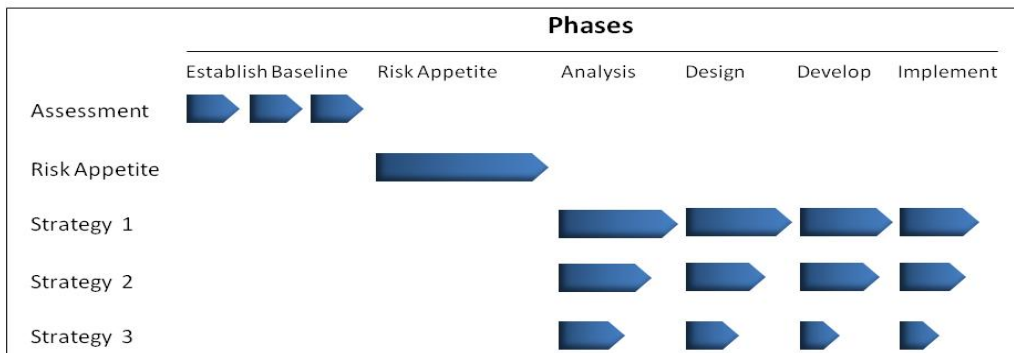 Phases
Establish Baseline Risk Appetite Analysis Design Develop Implement
Assessment
Risk Appetite
Strategy 1
Strategy 2
Strategy 3